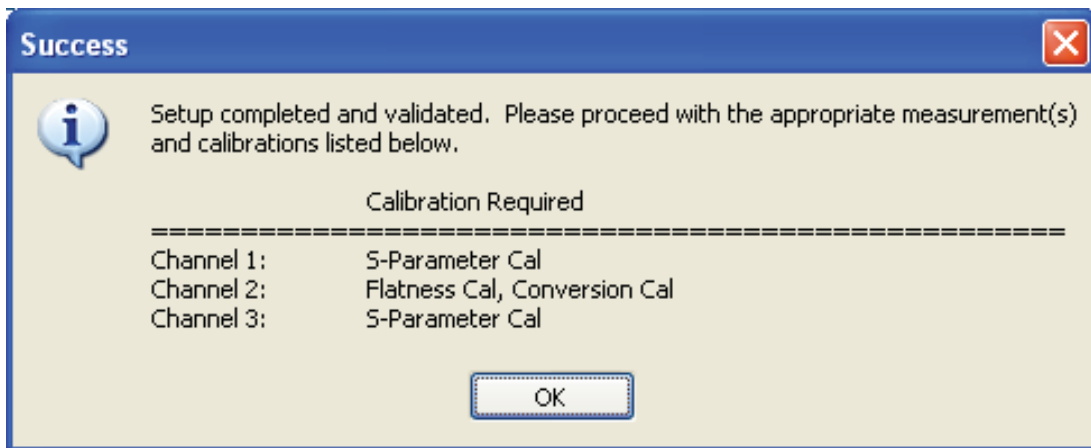 Success
Setup completed and validated.  Please proceed with the appropriate measurement(s)
and calibrations listed below.
Calibration Required
===================================================
Channel 1: S-Parameter Cal
Channel 2: Flatness Cal, Conversion Cal
Channel 3: S-Parameter Cal
OK